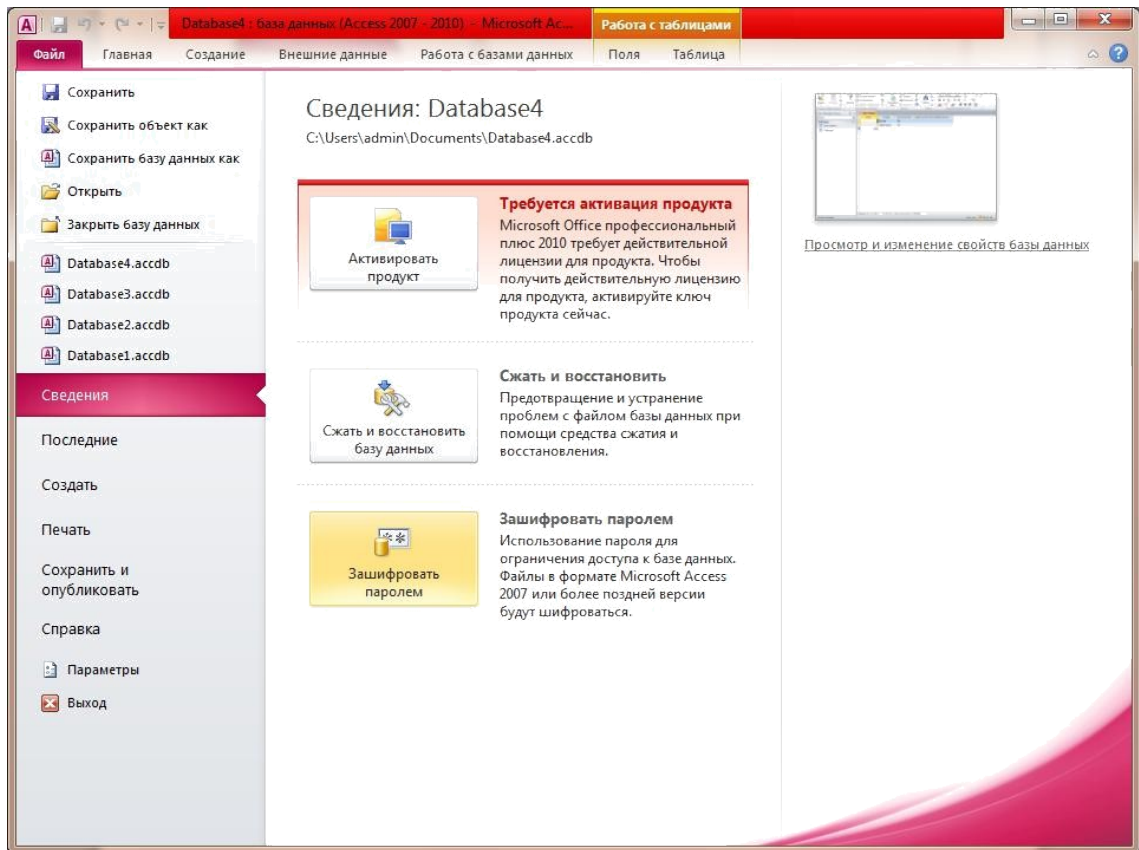 Database4 : база данных (Access 2007 - 2010) - Microsoft Ac...
Работа с таблицами
Файл
Главная
Создание
Внешние данные
Работа с базами данных
Поля
Таблица
Сохранить
Сохранить объект как
Сохранить базу данных как
Открыть
Закрыть базу данных
Database4.accdb
Database3.accdb
Database2.accdb
Database1.accdb
Сведения
Последние
Создать
Печать
Сохранить и
опубликовать
Справка
Параметры
Выход
Сведения: Database4
C:\Users\admin\Documents\Database4.accdb
Активировать
продукт
Требуется активация продукта
Microsoft Office профессиональный
плюс 2010 требует действительной
лицензии для продукта. Чтобы
получить действительную лицензию
для продукта, активируйте ключ
продукта сейчас.
Сжать и восстановить
базу данных
Сжать и восстановить
Предотвращение и устранение
проблем с файлом базы данных при
помощи средства сжатия и
восстановления.
Зашифровать
паролем
Зашифровать паролем
Использование пароля для
ограничения доступа к базе данных.
Файлы в формате Microsoft Access
2007 или более поздней версии
будут шифроваться.
Просмотр и изменение свойств базы данных